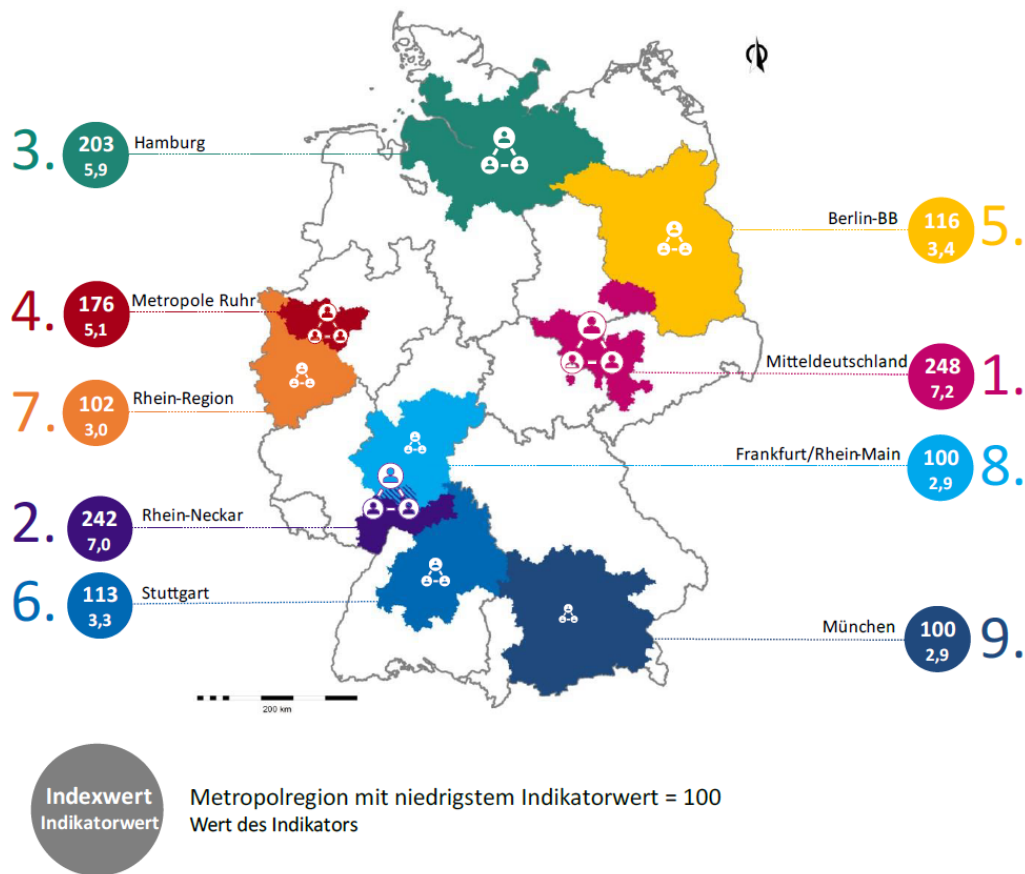 3.
203
5,9
Hamburg
Berlin-BB
116
3,4
5.
4.
176
5,1
Metropole Ruhr
Mitteldeutschland
248
7,2
1.
7.
102
3,0
Rhein-Region
Frankfurt/Rhein-Main
100
2,9
8.
2.
242
7,0
Rhein-Neckar
6.
113
3,3
Stuttgart
München
100
2,9
9.
200 km
Indexwert
Indikatorwert
Metropolregion mit niedrigstem Indikatorwert = 100
Wert des Indikators